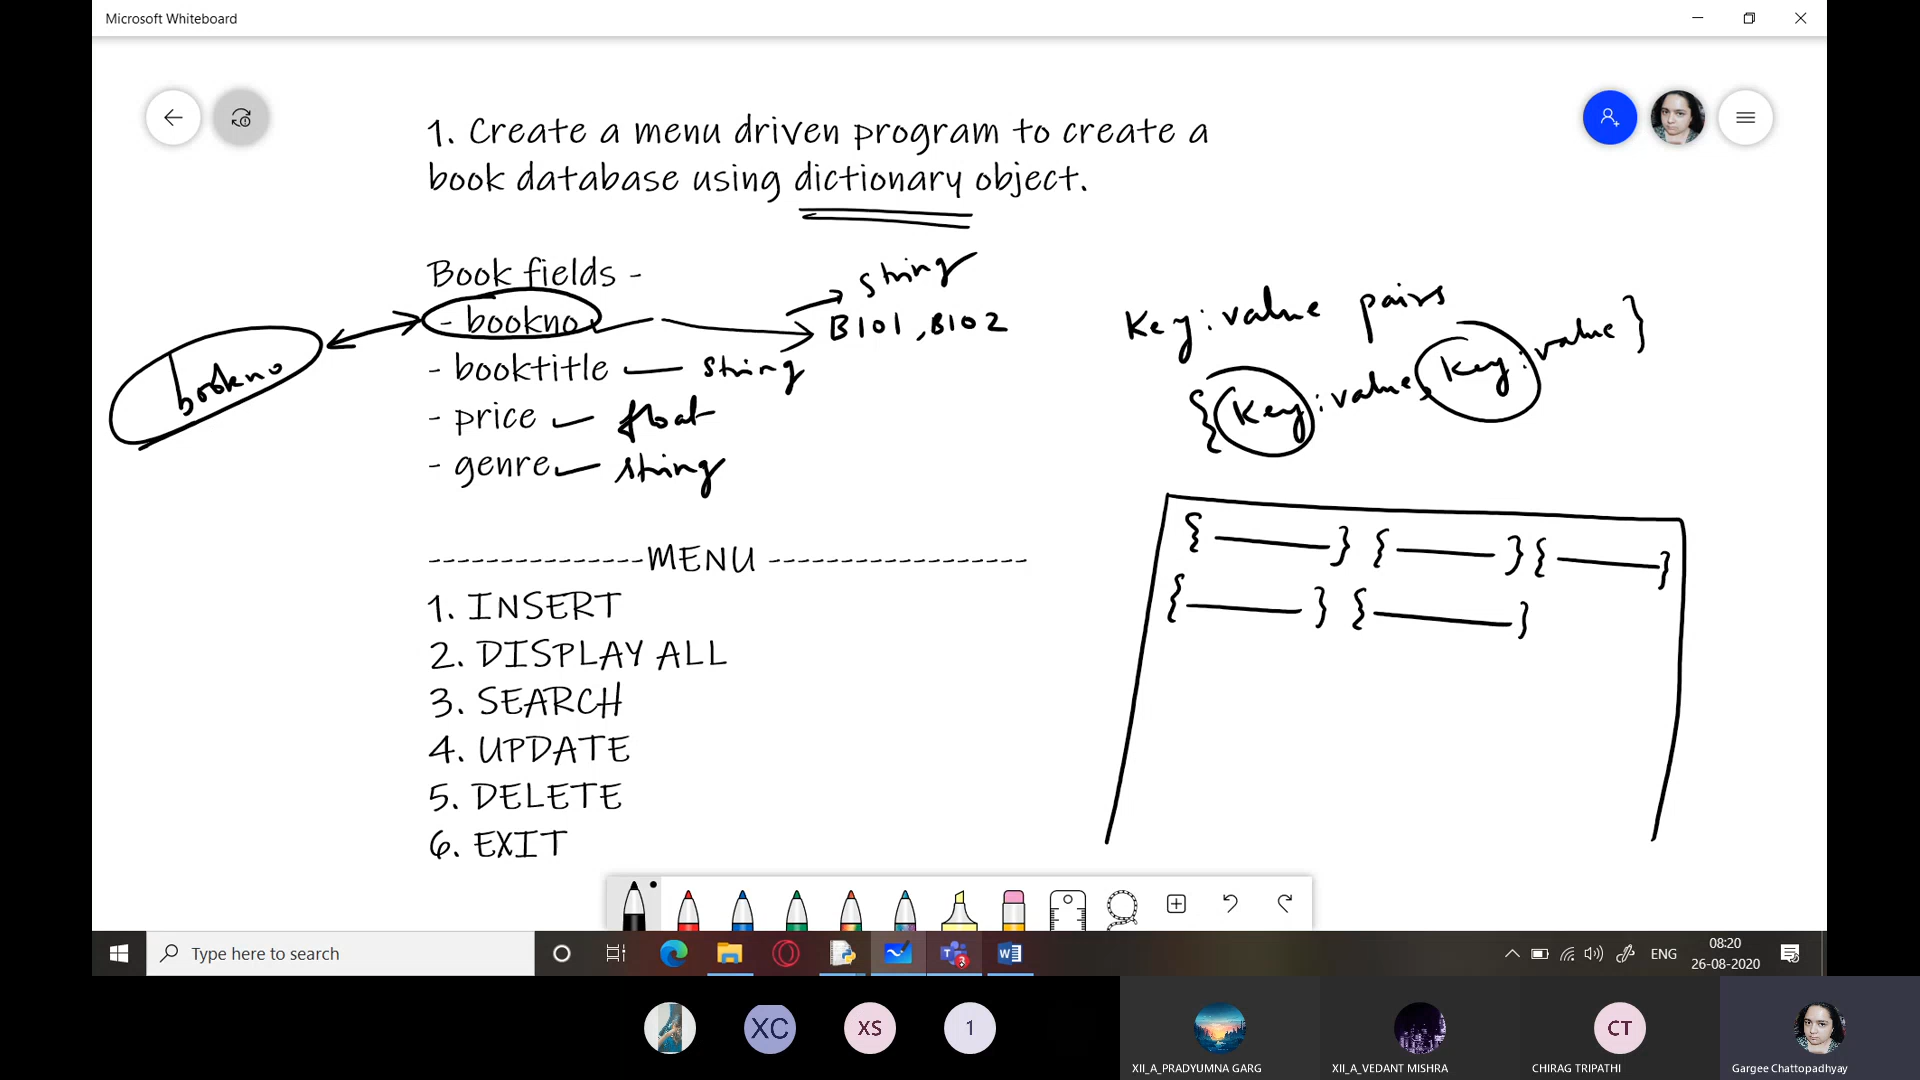 Microsoft Whiteboard
1. Create a menu driven program to create a
book database using dictionary object.
Book fields -
- bookno
- booktitle
- price
- genre
bookno
string
B101, B102
string
float
string
Key:value pairs
{Key:value, Key:value}
{ } { } { }
{ } { }
---------------MENU------------------
1. INSERT
2. DISPLAY ALL
3. SEARCH
4. UPDATE
5. DELETE
6. EXIT
Type here to search
3
W
ENG
08:20
26-08-2020
XC
XS
1
CT
XII_A_PRADYUMNA GARG
XII_A_VEDANT MISHRA
CHIRAG TRIPATHI
Gargee Chattopadhyay